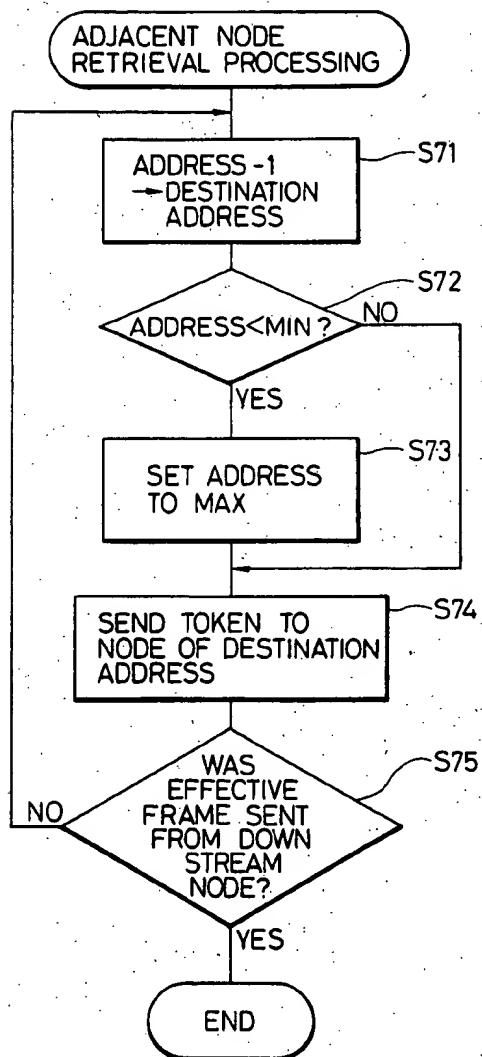 ADJACENT NODE
RETRIEVAL PROCESSING
S71
ADDRESS-1
→DESTINATION
ADDRESS
S72
ADDRESS<MIN?
NO
YES
S73
SET ADDRESS
TO MAX
S74
SEND TOKEN TO
NODE OF DESTINATION
ADDRESS
S75
WAS
EFFECTIVE
FRAME SENT
FROM DOWN
STREAM
NODE?
NO
YES
END